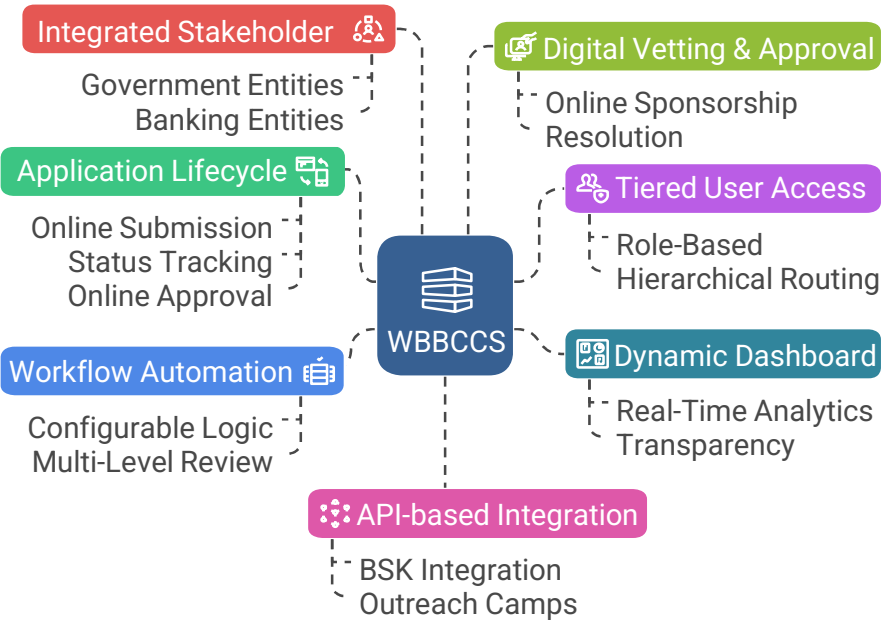 Integrated Stakeholder
Government Entities
Banking Entities
Application Lifecycle
Online Submission
Status Tracking
Online Approval
Workflow Automation
Configurable Logic
Multi-Level Review
WBBCCS
Digital Vetting & Approval
Online Sponsorship
Resolution
Tiered User Access
Role-Based
Hierarchical Routing
Dynamic Dashboard
Real-Time Analytics
Transparency
API-based Integration
BSK Integration
Outreach Camps